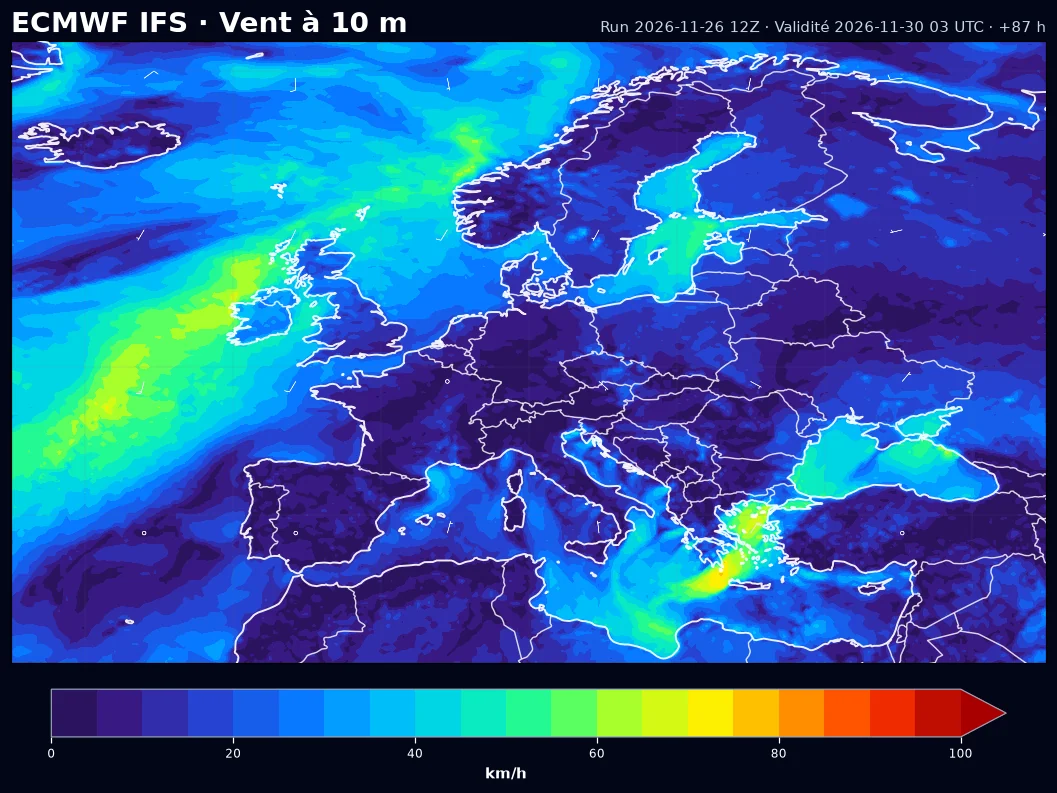 ECMWF IFS · Vent à 10 m
Run 2026-11-26 12Z · Validité 2026-11-30 03 UTC · +87 h
0 20 40 60 80 100
km/h